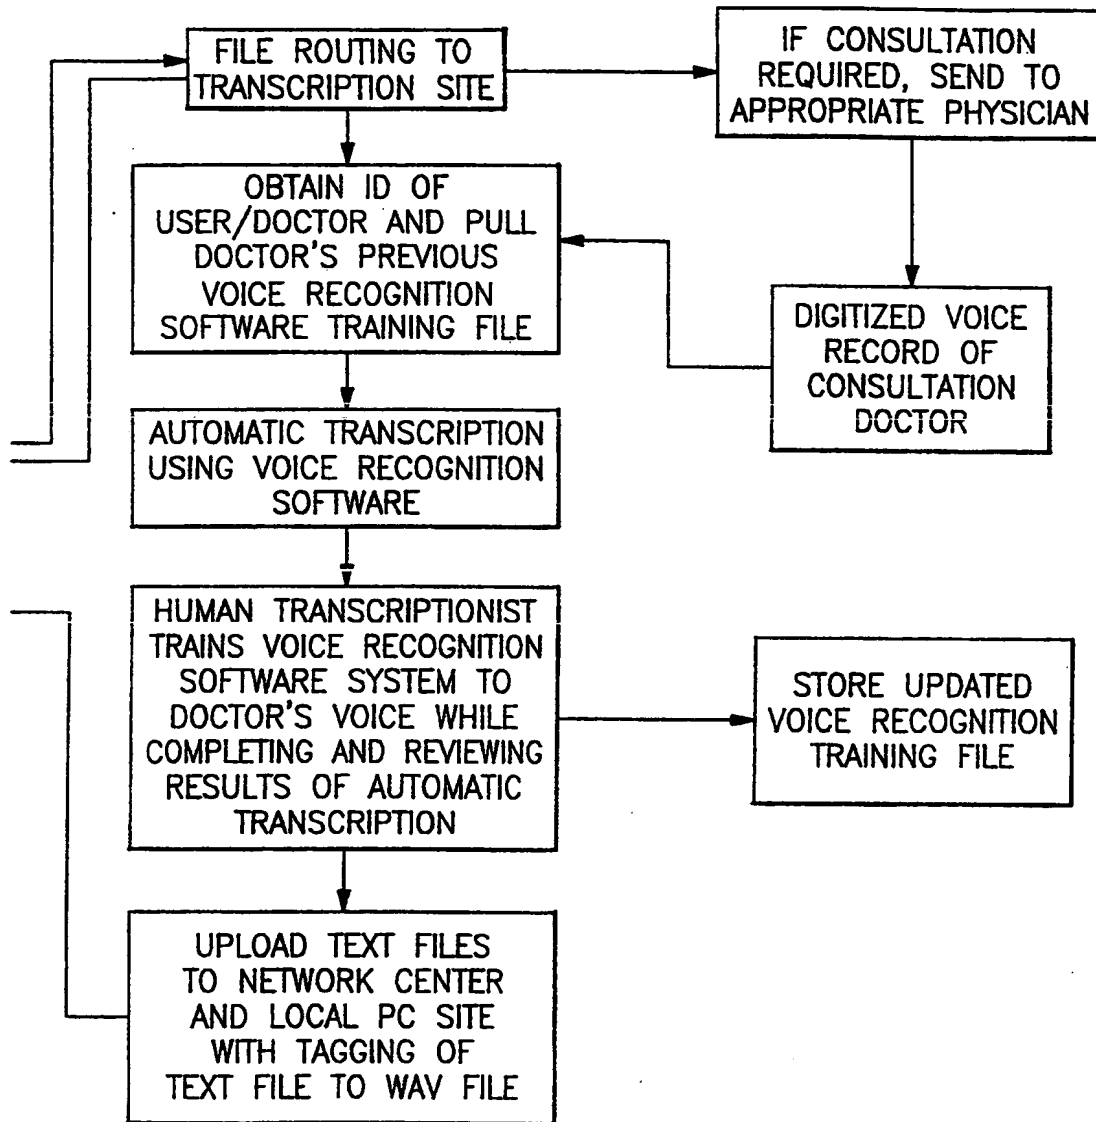 FILE ROUTING TO
TRANSCRIPTION SITE
IF CONSULTATION
REQUIRED, SEND TO
APPROPRIATE PHYSICIAN
OBTAIN ID OF
USER/DOCTOR AND PULL
DOCTOR'S PREVIOUS
VOICE RECOGNITION
SOFTWARE TRAINING FILE
DIGITIZED VOICE
RECORD OF
CONSULTATION
DOCTOR
AUTOMATIC TRANSCRIPTION
USING VOICE RECOGNITION
SOFTWARE
HUMAN TRANSCRIPTIONIST
TRAINS VOICE RECOGNITION
SOFTWARE SYSTEM TO
DOCTOR'S VOICE WHILE
COMPLETING AND REVIEWING
RESULTS OF AUTOMATIC
TRANSCRIPTION
STORE UPDATED
VOICE RECOGNITION
TRAINING FILE
UPLOAD TEXT FILES
TO NETWORK CENTER
AND LOCAL PC SITE
WITH TAGGING OF
TEXT FILE TO WAV FILE